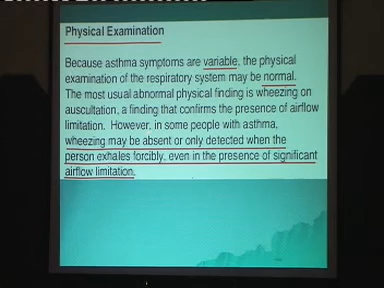 Physical Examination
Because asthma symptoms are variable, the physical
examination of the respiratory system may be normal.
The most usual abnormal physical finding is wheezing on
auscultation, a finding that confirms the presence of airflow
limitation. However, in some people with asthma,
wheezing may be absent or only detected when the
person exhales forcibly, even in the presence of significant
airflow limitation.